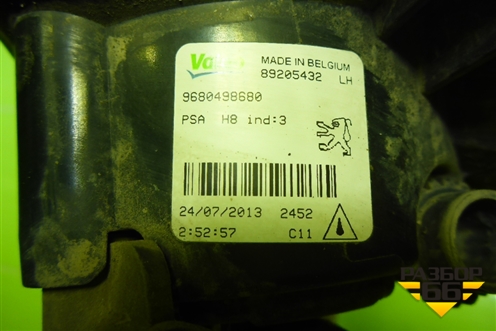 Valeo
MADE IN BELGIUM
89205432 LH
9680498680
PSA H8 ind:3
24/07/2013 2452
2:52:57 C11
РАЗБОР
66